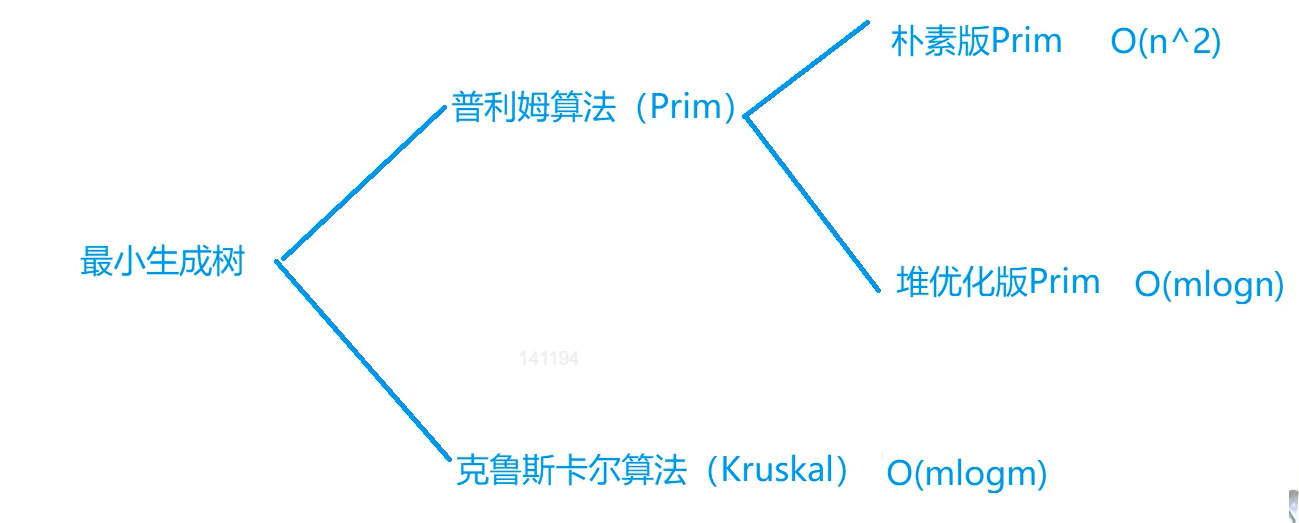 朴素版Prim O(n^2)
普利姆算法（Prim）
最小生成树
堆优化版Prim O(mlogn)
141194
克鲁斯卡尔算法（Kruskal） O(mlogm)